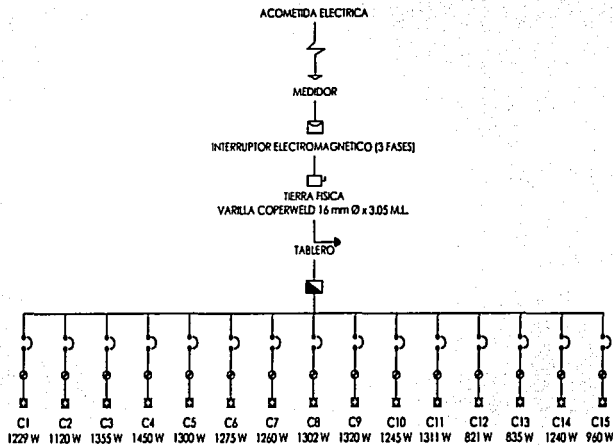 ACOMETIDA ELECTRICA
MEDIDOR
INTERRUPTOR ELECTROMAGNETICO (3 FASES)
TIERRA FISICA
VARILLA COPERWELD 16 mm Ø x 3.05 M.L.
TABLERO
C1 C2 C3 C4 C5 C6 C7 C8 C9 C10 C11 C12 C13 C14 C15
1229 W 1120 W 1355 W 1450 W 1300 W 1275 W 1260 W 1302 W 1320 W 1245 W 1311 W 821 W 835 W 1240 W 960 W